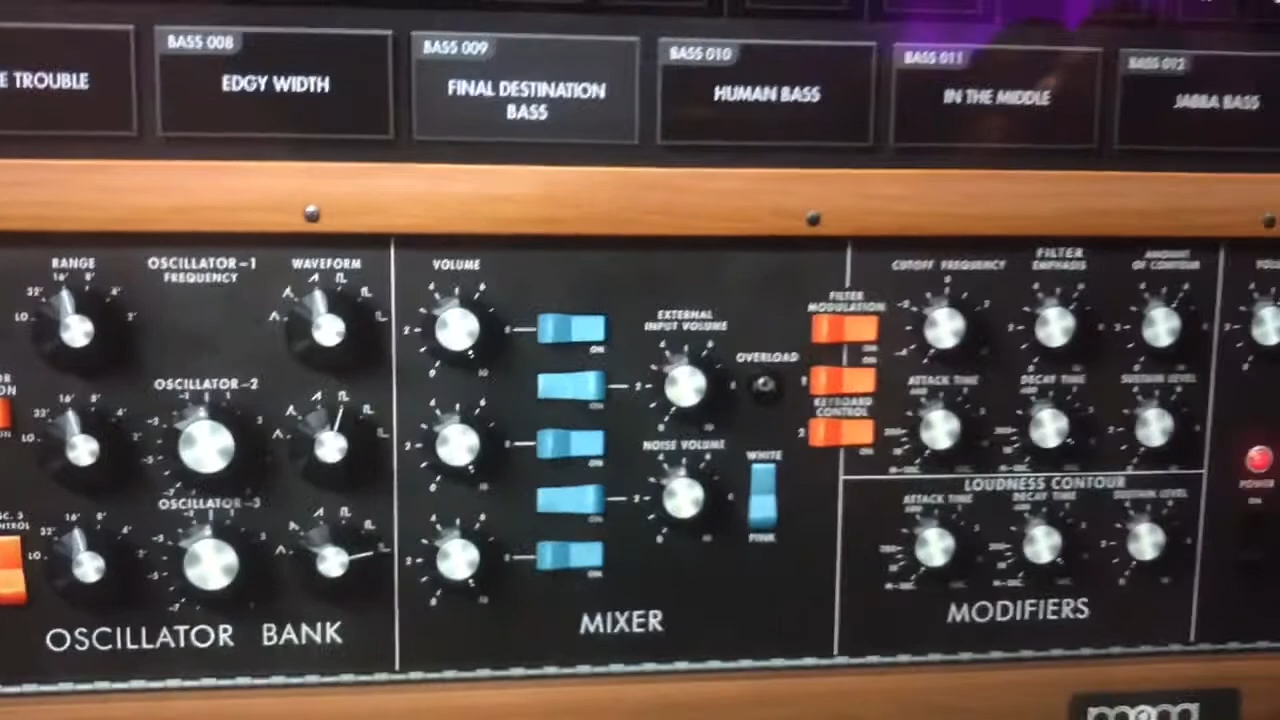 BASS 008
BASS 009
BASS 010
BASS 011
BASS 012
E TROUBLE
EDGY WIDTH
FINAL DESTINATION
BASS
HUMAN BASS
IN THE MIDDLE
JABBA BASS
RANGE
OSCILLATOR-1
FREQUENCY
WAVEFORM
VOLUME
CUTOFF FREQUENCY
FILTER
EMPHASIS
AMOUNT
OF CONTOUR
EXTERNAL
INPUT VOLUME
FILTER
MODULATION
OVERLOAD
ON
ATTACK TIME
DECAY TIME
SUSTAIN LEVEL
OSCILLATOR-2
KEYBOARD
CONTROL
NOISE VOLUME
WHITE
PINK
LOUDNESS CONTOUR
ATTACK TIME
DECAY TIME
SUSTAIN LEVEL
POWER
ON
OSCILLATOR-3
OSCILLATOR BANK
MIXER
MODIFIERS
moog